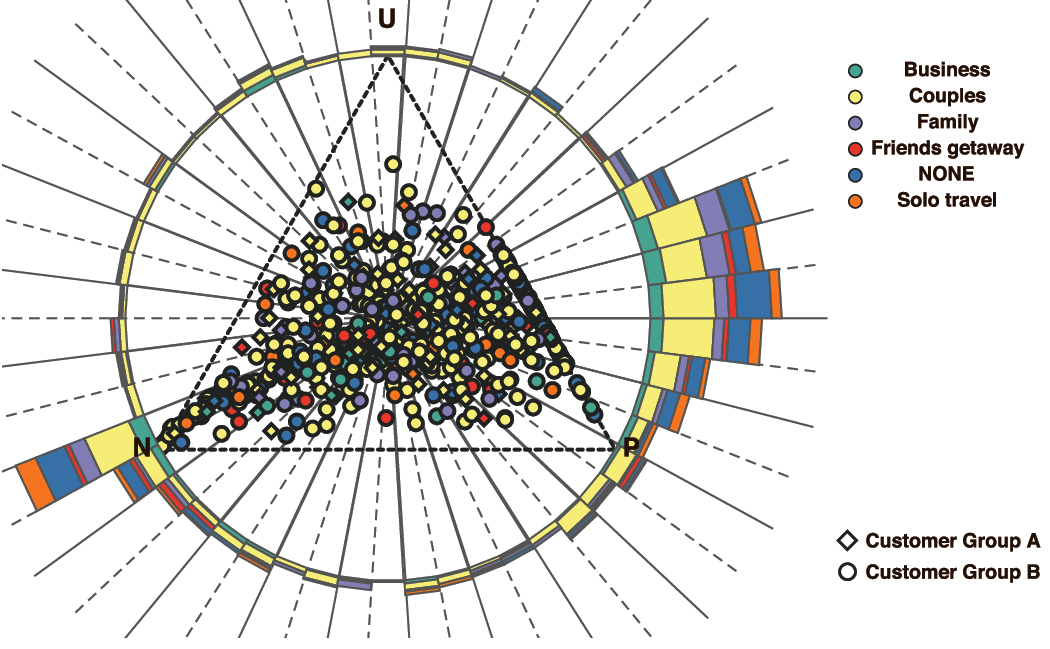 U
Business
Couples
Family
Friends getaway
NONE
Solo travel
N
P
Customer Group A
Customer Group B